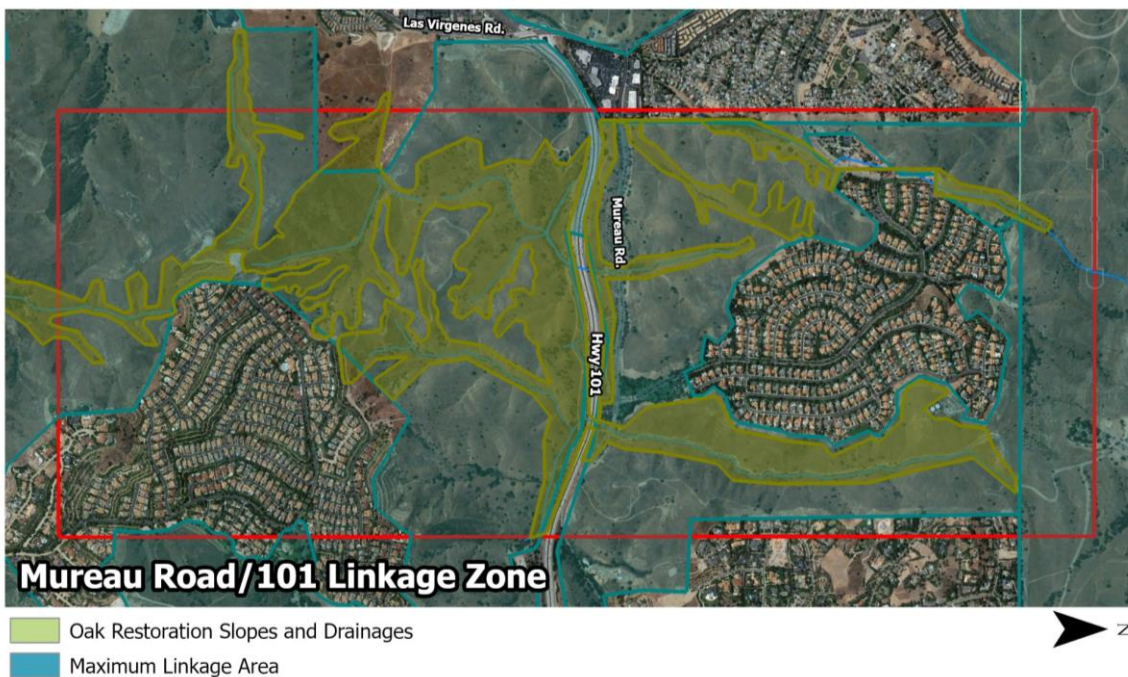 Las Virgenes Rd.
Mureau Rd.
Hwy 101
Mureau Road/101 Linkage Zone
Oak Restoration Slopes and Drainages
N
Maximum Linkage Area